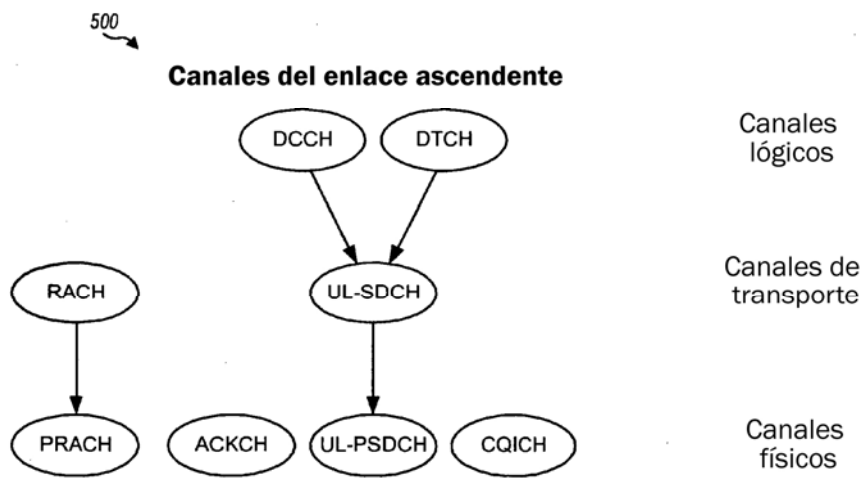 500
Canales del enlace ascendente
DCCH DTCH
Canales
lógicos
RACH UL-SDCH
Canales de
transporte
PRACH ACKCH UL-PSDCH CQICH
Canales
físicos